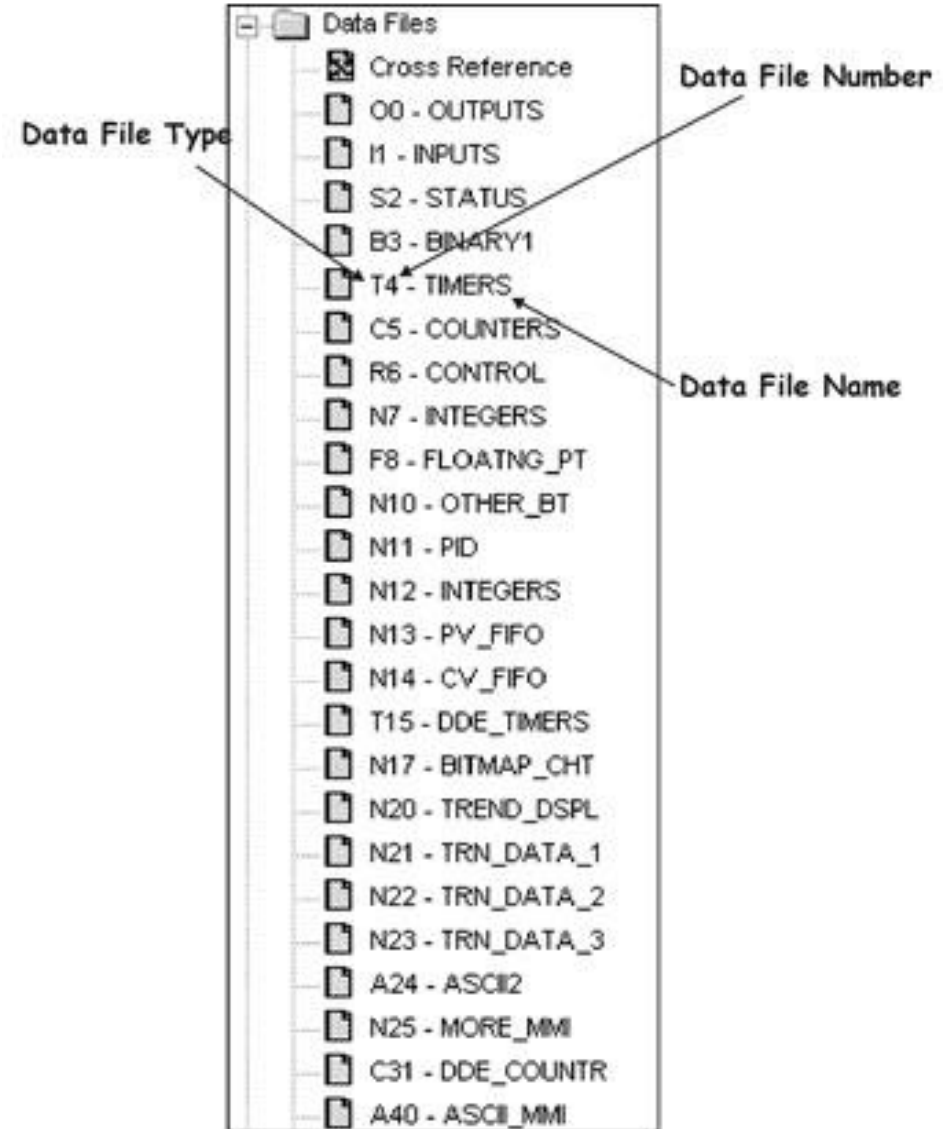 Data Files
Cross Reference
Data File Number
O0 - OUTPUTS
Data File Type
I1 - INPUTS
S2 - STATUS
B3 - BINARY1
T4 - TIMERS
C5 - COUNTERS
R6 - CONTROL
Data File Name
N7 - INTEGERS
F8 - FLOATNG_PT
N10 - OTHER_BT
N11 - PID
N12 - INTEGERS
N13 - PV_FIFO
N14 - CV_FIFO
T15 - DDE_TIMERS
N17 - BITMAP_CHT
N20 - TREND_DSPL
N21 - TRN_DATA_1
N22 - TRN_DATA_2
N23 - TRN_DATA_3
A24 - ASCII2
N25 - MORE_MMI
C31 - DDE_COUNTR
A40 - ASCII_MMI